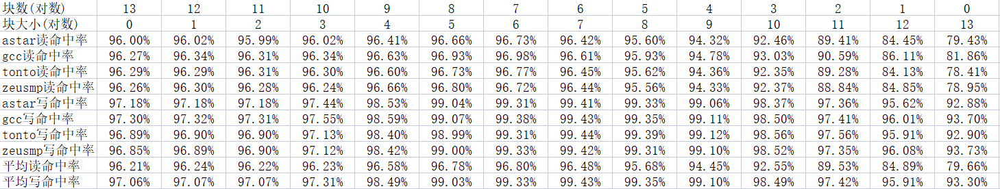 块数(对数) 13 12 11 10 9 8 7 6 5 4 3 2 1 0
块大小(对数) 0 1 2 3 4 5 6 7 8 9 10 11 12 13
astar读命中率 96.00% 96.02% 95.99% 96.02% 96.41% 96.66% 96.73% 96.42% 95.60% 94.32% 92.46% 89.41% 84.45% 79.43%
gcc读命中率 96.27% 96.34% 96.31% 96.34% 96.63% 96.93% 96.98% 96.61% 95.93% 94.78% 93.03% 90.59% 86.11% 81.86%
tonto读命中率 96.29% 96.29% 96.31% 96.30% 96.60% 96.73% 96.77% 96.45% 95.62% 94.36% 92.35% 89.28% 84.13% 78.41%
zeusmp读命中率 96.26% 96.30% 96.28% 96.24% 96.66% 96.80% 96.72% 96.44% 95.56% 94.33% 92.37% 88.84% 84.85% 78.95%
astar写命中率 97.18% 97.18% 97.18% 97.44% 98.53% 99.04% 99.31% 99.41% 99.33% 99.06% 98.37% 97.36% 95.62% 92.88%
gcc写命中率 97.30% 97.32% 97.31% 97.55% 98.59% 99.07% 99.38% 99.43% 99.35% 99.11% 98.50% 97.41% 96.01% 93.70%
tonto写命中率 96.89% 96.90% 96.90% 97.13% 98.40% 98.99% 99.31% 99.44% 99.39% 99.12% 98.56% 97.56% 95.91% 92.90%
zeusmp写命中率 96.85% 96.89% 96.90% 97.12% 98.42% 99.00% 99.33% 99.42% 99.31% 99.10% 98.52% 97.35% 96.08% 93.73%
平均读命中率 96.21% 96.24% 96.22% 96.23% 96.58% 96.78% 96.80% 96.48% 95.68% 94.45% 92.55% 89.53% 84.89% 79.66%
平均写命中率 97.06% 97.07% 97.07% 97.31% 98.49% 99.03% 99.33% 99.43% 99.35% 99.10% 98.49% 97.42% 95.91% 93.30%